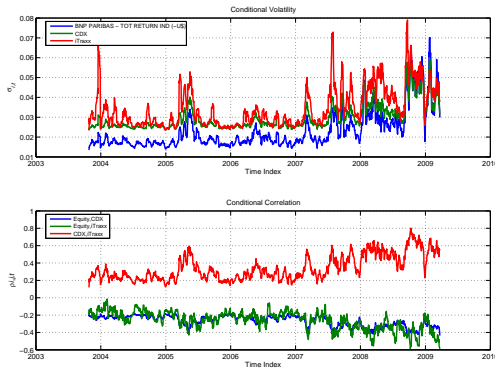 Conditional Volatility
0.08
0.07
0.06
0.05
0.04
0.03
0.02
0.01
σi,t
BNP PARIBAS – TOT RETURN IND (~U$)
CDX
iTraxx
2003 2004 2005 2006 2007 2008 2009 2010
Time Index
Conditional Correlation
1
0.8
0.6
0.4
0.2
0
−0.2
−0.4
−0.6
Equity,CDX
Equity,iTraxx
CDX,iTraxx
2003 2004 2005 2006 2007 2008 2009 2010
Time Index